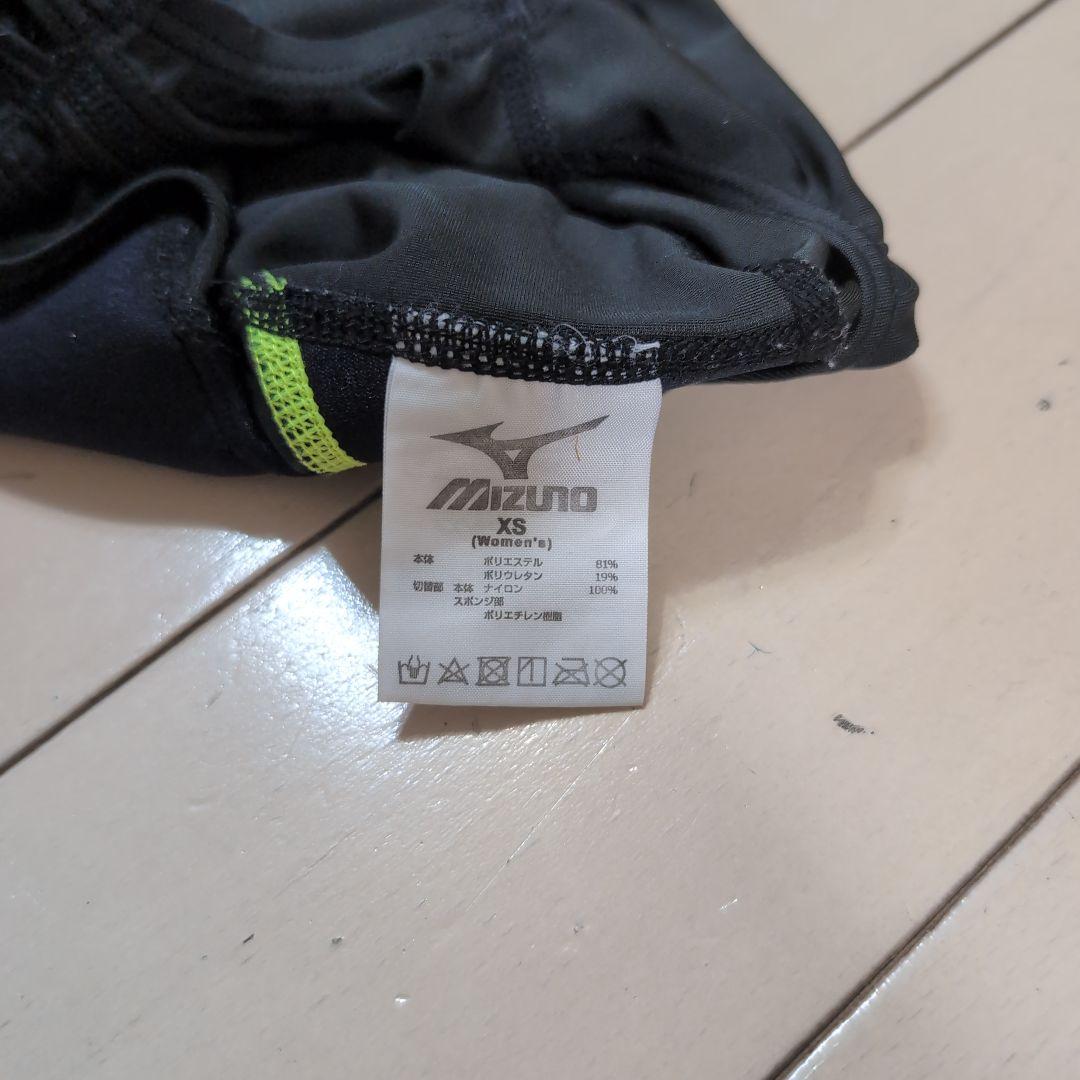 MIZUNO
XS
(Women's)
本体 ポリエステル 81%
ポリウレタン 19%
切替部 本体 ナイロン 100%
スポンジ部
ポリエチレン樹脂